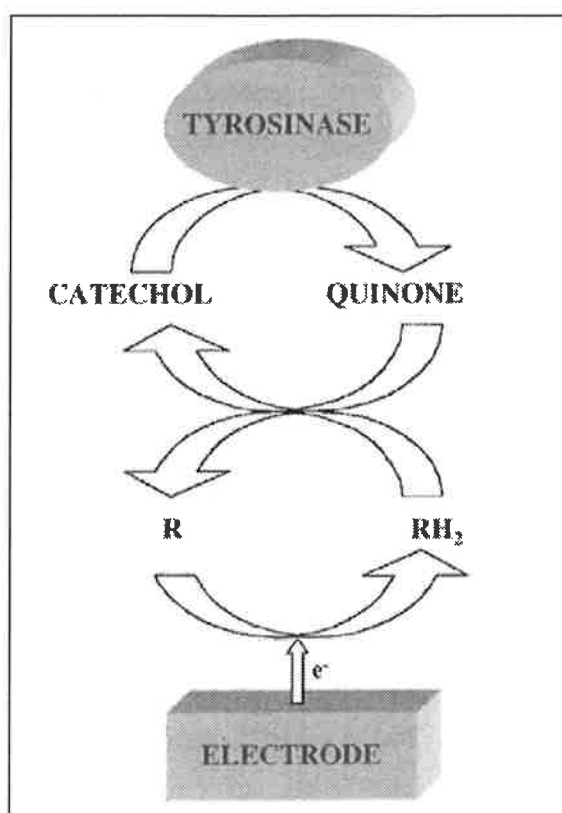 TYROSINASE
CATECHOL QUINONE
R RH₂
e⁻
ELECTRODE